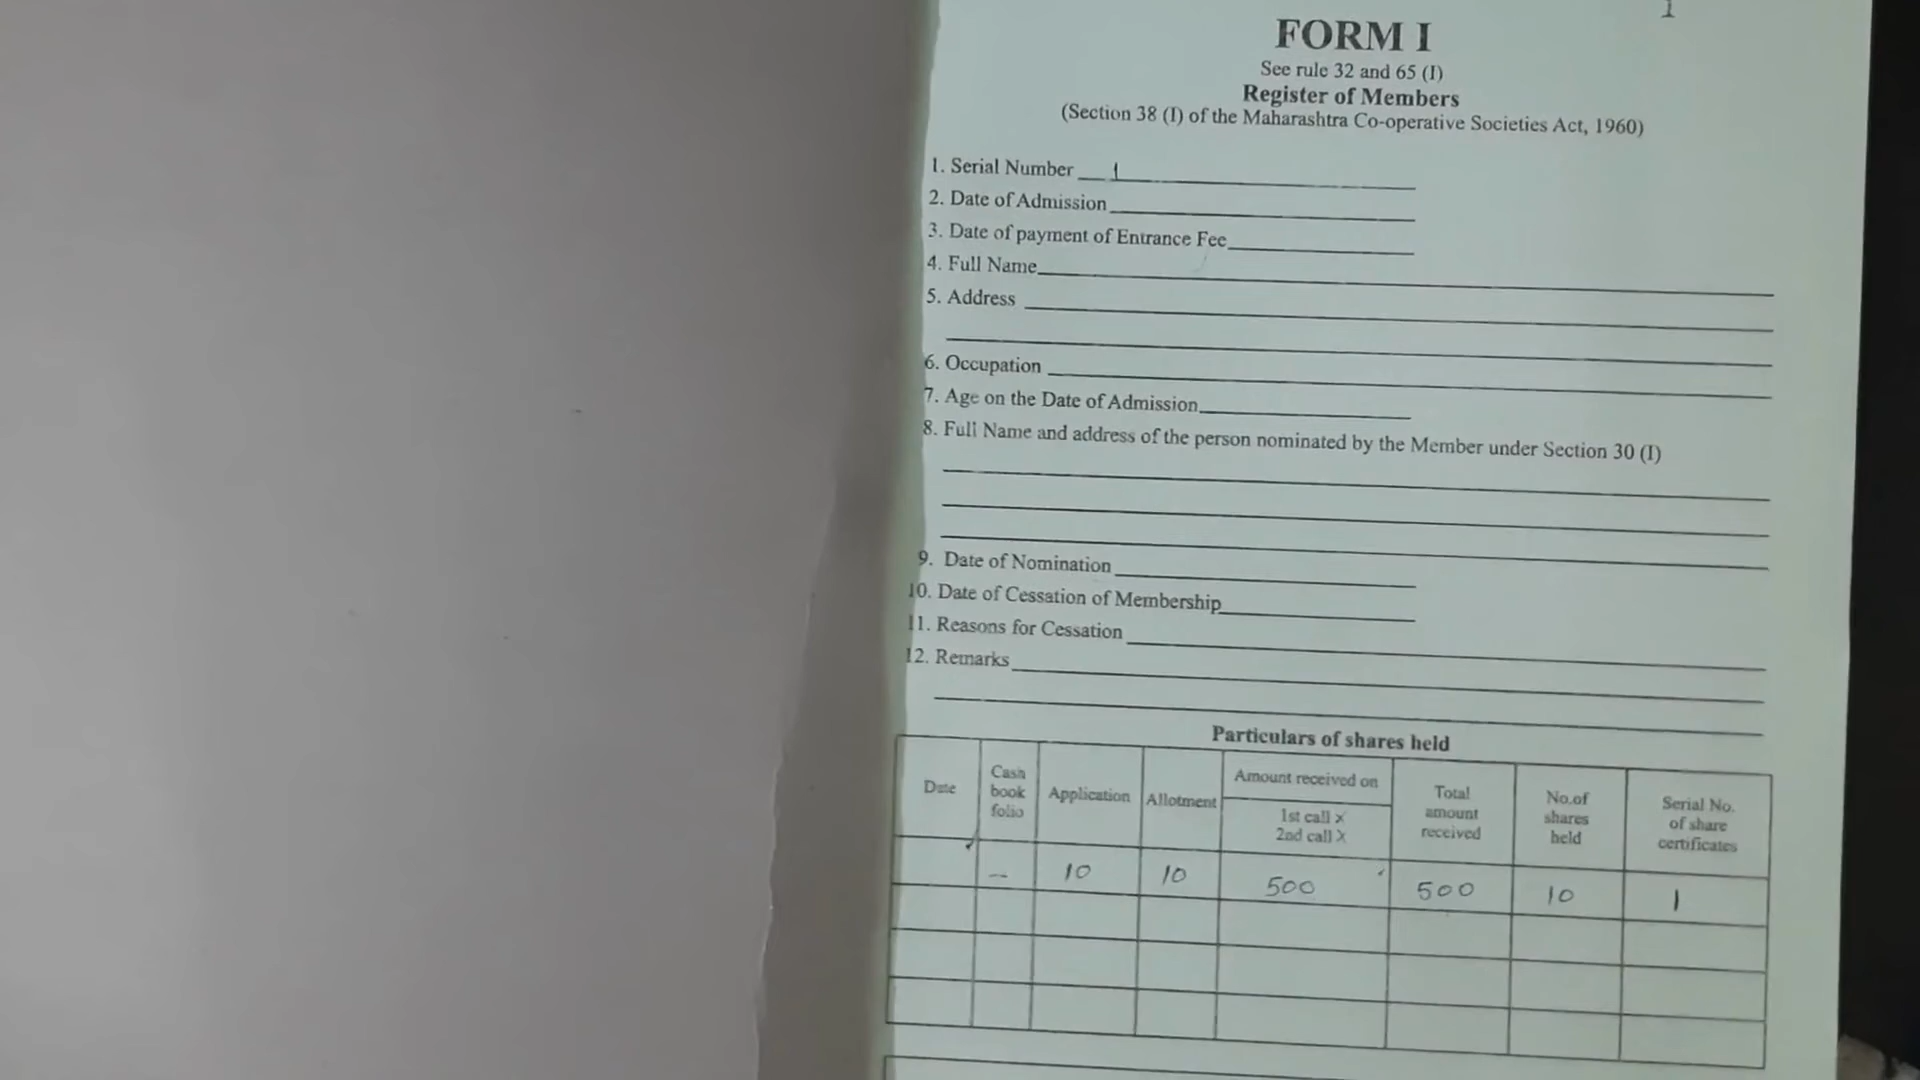 1
FORM I
See rule 32 and 65 (I)
Register of Members
(Section 38 (I) of the Maharashtra Co-operative Societies Act, 1960)
1. Serial Number 1
2. Date of Admission
3. Date of payment of Entrance Fee
4. Full Name
5. Address
6. Occupation
7. Age on the Date of Admission
8. Full Name and address of the person nominated by the Member under Section 30 (I)
9. Date of Nomination
10. Date of Cessation of Membership
11. Reasons for Cessation
12. Remarks
Particulars of shares held
Date Cash book folio Application Allotment Amount received on 1st call x 2nd call X Total amount received No.of shares held Serial No. of share certificates
— 10 10 500 500 10 1